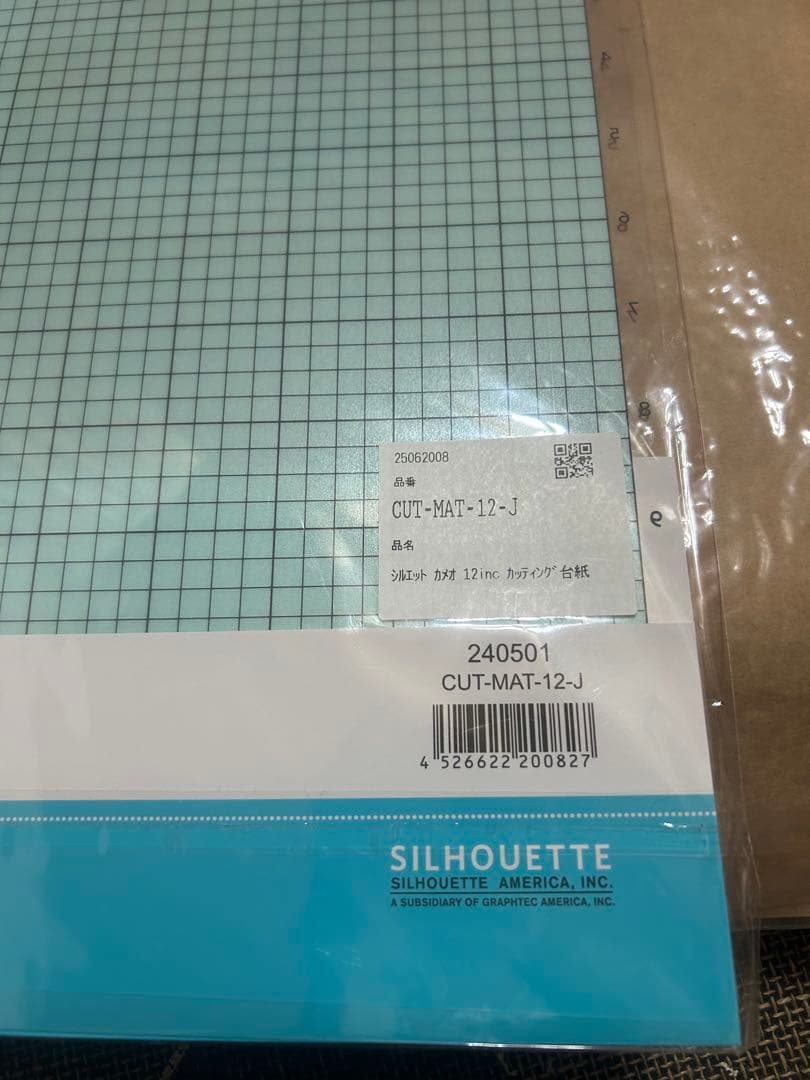 25062008
品番
CUT-MAT-12-J
品名
ｼﾙｴｯﾄ ｶﾒｵ 12inc ｶｯﾃｨﾝｸﾞ台紙
240501
CUT-MAT-12-J
4 526622 200827
SILHOUETTE
SILHOUETTE AMERICA, INC.
A SUBSIDIARY OF GRAPHTEC AMERICA, INC.